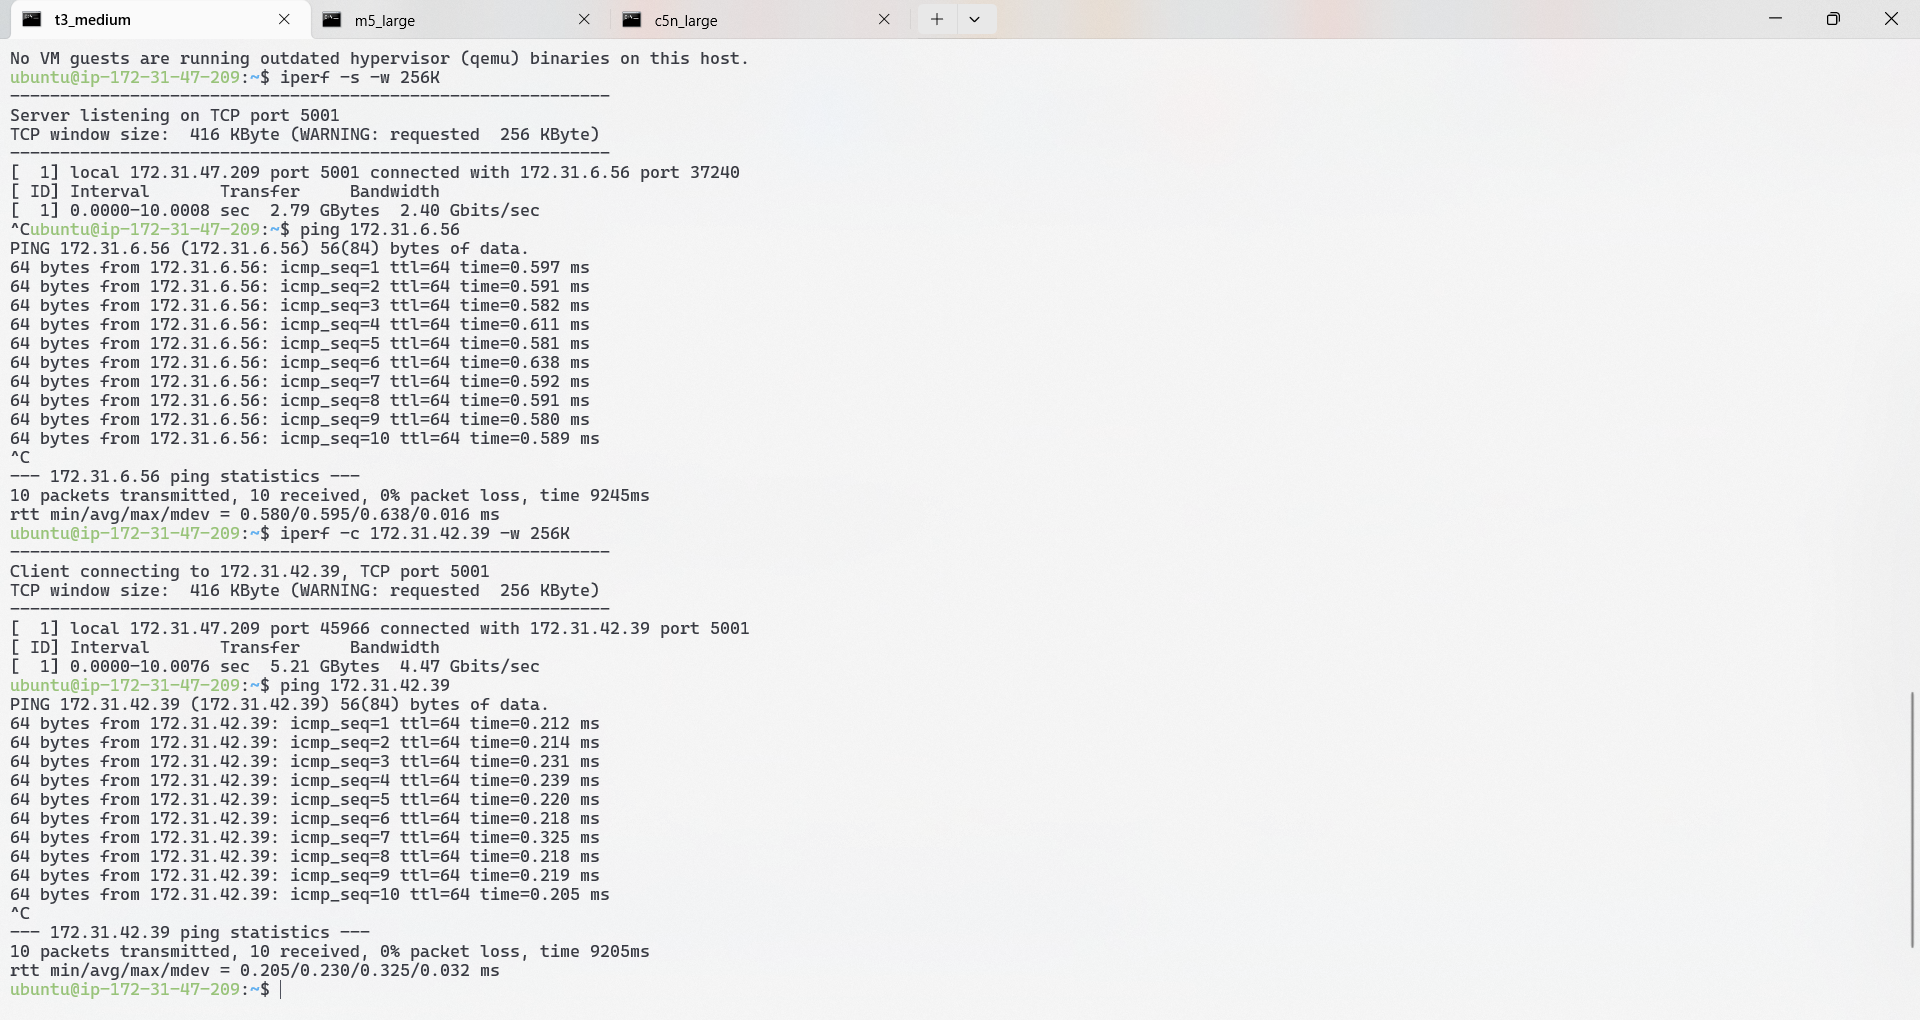 t3_medium
m5_large
c5n_large
No VM guests are running outdated hypervisor (qemu) binaries on this host.
ubuntu@ip-172-31-47-209:~$ iperf -s -w 256K
------------------------------------------------------------
Server listening on TCP port 5001
TCP window size:  416 KByte (WARNING: requested  256 KByte)
------------------------------------------------------------
[  1] local 172.31.47.209 port 5001 connected with 172.31.6.56 port 37240
[ ID] Interval       Transfer     Bandwidth
[  1] 0.0000-10.0008 sec  2.79 GBytes  2.40 Gbits/sec
^Cubuntu@ip-172-31-47-209:~$ ping 172.31.6.56
PING 172.31.6.56 (172.31.6.56) 56(84) bytes of data.
64 bytes from 172.31.6.56: icmp_seq=1 ttl=64 time=0.597 ms
64 bytes from 172.31.6.56: icmp_seq=2 ttl=64 time=0.591 ms
64 bytes from 172.31.6.56: icmp_seq=3 ttl=64 time=0.582 ms
64 bytes from 172.31.6.56: icmp_seq=4 ttl=64 time=0.611 ms
64 bytes from 172.31.6.56: icmp_seq=5 ttl=64 time=0.581 ms
64 bytes from 172.31.6.56: icmp_seq=6 ttl=64 time=0.638 ms
64 bytes from 172.31.6.56: icmp_seq=7 ttl=64 time=0.592 ms
64 bytes from 172.31.6.56: icmp_seq=8 ttl=64 time=0.591 ms
64 bytes from 172.31.6.56: icmp_seq=9 ttl=64 time=0.580 ms
64 bytes from 172.31.6.56: icmp_seq=10 ttl=64 time=0.589 ms
^C
--- 172.31.6.56 ping statistics ---
10 packets transmitted, 10 received, 0% packet loss, time 9245ms
rtt min/avg/max/mdev = 0.580/0.595/0.638/0.016 ms
ubuntu@ip-172-31-47-209:~$ iperf -c 172.31.42.39 -w 256K
------------------------------------------------------------
Client connecting to 172.31.42.39, TCP port 5001
TCP window size:  416 KByte (WARNING: requested  256 KByte)
------------------------------------------------------------
[  1] local 172.31.47.209 port 45966 connected with 172.31.42.39 port 5001
[ ID] Interval       Transfer     Bandwidth
[  1] 0.0000-10.0076 sec  5.21 GBytes  4.47 Gbits/sec
ubuntu@ip-172-31-47-209:~$ ping 172.31.42.39
PING 172.31.42.39 (172.31.42.39) 56(84) bytes of data.
64 bytes from 172.31.42.39: icmp_seq=1 ttl=64 time=0.212 ms
64 bytes from 172.31.42.39: icmp_seq=2 ttl=64 time=0.214 ms
64 bytes from 172.31.42.39: icmp_seq=3 ttl=64 time=0.231 ms
64 bytes from 172.31.42.39: icmp_seq=4 ttl=64 time=0.239 ms
64 bytes from 172.31.42.39: icmp_seq=5 ttl=64 time=0.220 ms
64 bytes from 172.31.42.39: icmp_seq=6 ttl=64 time=0.218 ms
64 bytes from 172.31.42.39: icmp_seq=7 ttl=64 time=0.325 ms
64 bytes from 172.31.42.39: icmp_seq=8 ttl=64 time=0.218 ms
64 bytes from 172.31.42.39: icmp_seq=9 ttl=64 time=0.219 ms
64 bytes from 172.31.42.39: icmp_seq=10 ttl=64 time=0.205 ms
^C
--- 172.31.42.39 ping statistics ---
10 packets transmitted, 10 received, 0% packet loss, time 9205ms
rtt min/avg/max/mdev = 0.205/0.230/0.325/0.032 ms
ubuntu@ip-172-31-47-209:~$